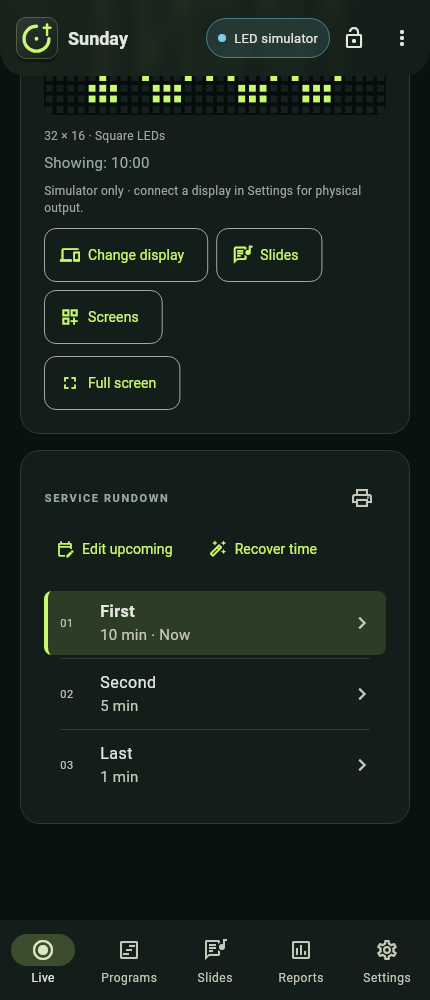 Sunday
LED simulator
32 × 16 · Square LEDs
Showing: 10:00
Simulator only · connect a display in Settings for physical
output.
Change display
Slides
Screens
Full screen
SERVICE RUNDOWN
Edit upcoming
Recover time
01
First
10 min · Now
02
Second
5 min
03
Last
1 min
Live
Programs
Slides
Reports
Settings